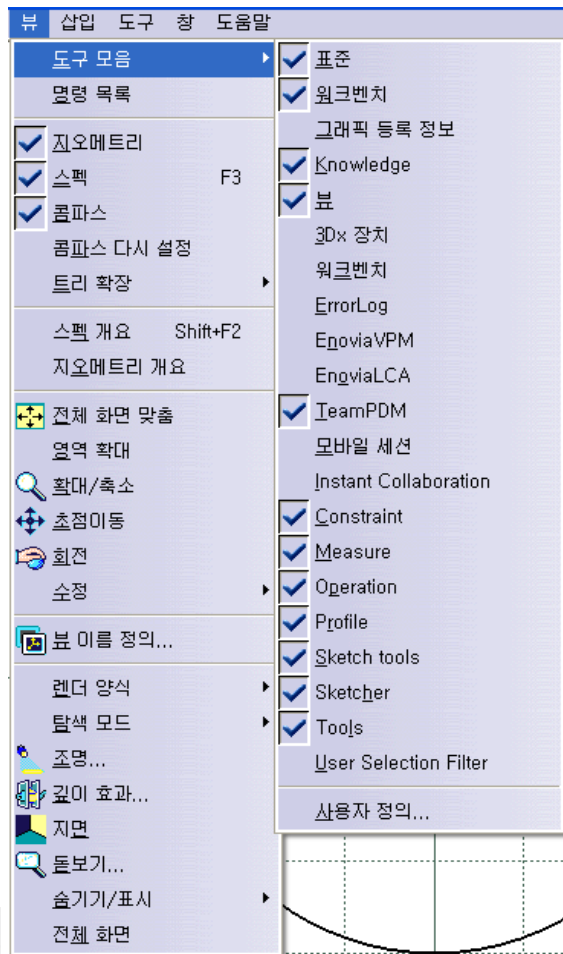 뷰 삽입 도구 창 도움말
도구 모음
명령 목록
지오메트리
스펙 F3
콤파스
콤파스 다시 설정
트리 확장
스펙 개요 Shift+F2
지오메트리 개요
전체 화면 맞춤
영역 확대
확대/축소
초점이동
회전
수정
뷰 이름 정의...
렌더 양식
탐색 모드
조명...
깊이 효과...
지면
돋보기...
숨기기/표시
전체 화면
표준
워크벤치
그래픽 등록 정보
Knowledge
뷰
3Dx 장치
워크벤치
ErrorLog
EnoviaVPM
EnoviaLCA
TeamPDM
모바일 세션
Instant Collaboration
Constraint
Measure
Operation
Profile
Sketch tools
Sketcher
Tools
User Selection Filter
사용자 정의...